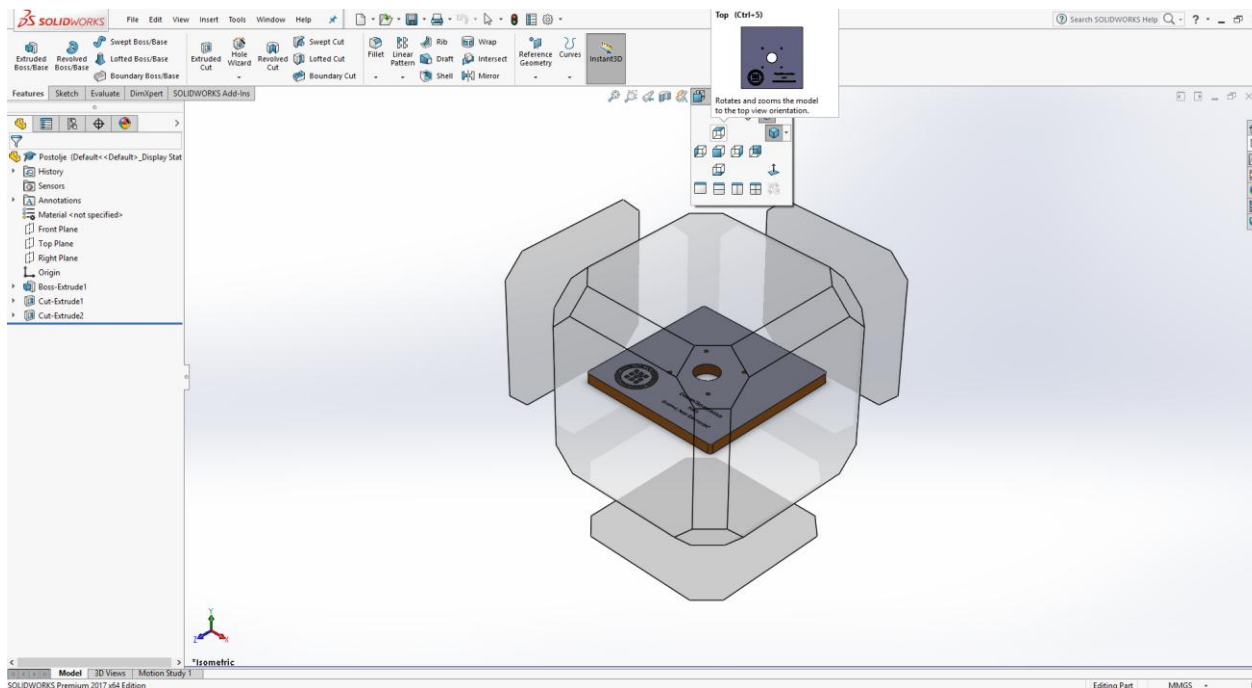 SOLIDWORKS File Edit View Insert Tools Window Help
Search SOLIDWORKS Help
Top (Ctrl+5)
Rotates and zooms the model
to the top view orientation.
Extruded Boss/Base
Revolved Boss/Base
Swept Boss/Base
Lofted Boss/Base
Boundary Boss/Base
Extruded Cut
Hole Wizard
Revolved Cut
Swept Cut
Lofted Cut
Boundary Cut
Fillet
Linear Pattern
Rib
Draft
Shell
Wrap
Intersect
Mirror
Reference Geometry
Curves
Instant3D
Features Sketch Evaluate DimXpert SOLIDWORKS Add-Ins
Postolje (Default<<Default>_Display Stat
History
Sensors
Annotations
Material <not specified>
Front Plane
Top Plane
Right Plane
Origin
Boss-Extrude1
Cut-Extrude1
Cut-Extrude2
Y
Z
X
*Isometric
Model 3D Views Motion Study 1
SOLIDWORKS Premium 2017 x64 Edition
Editing Part MMGS